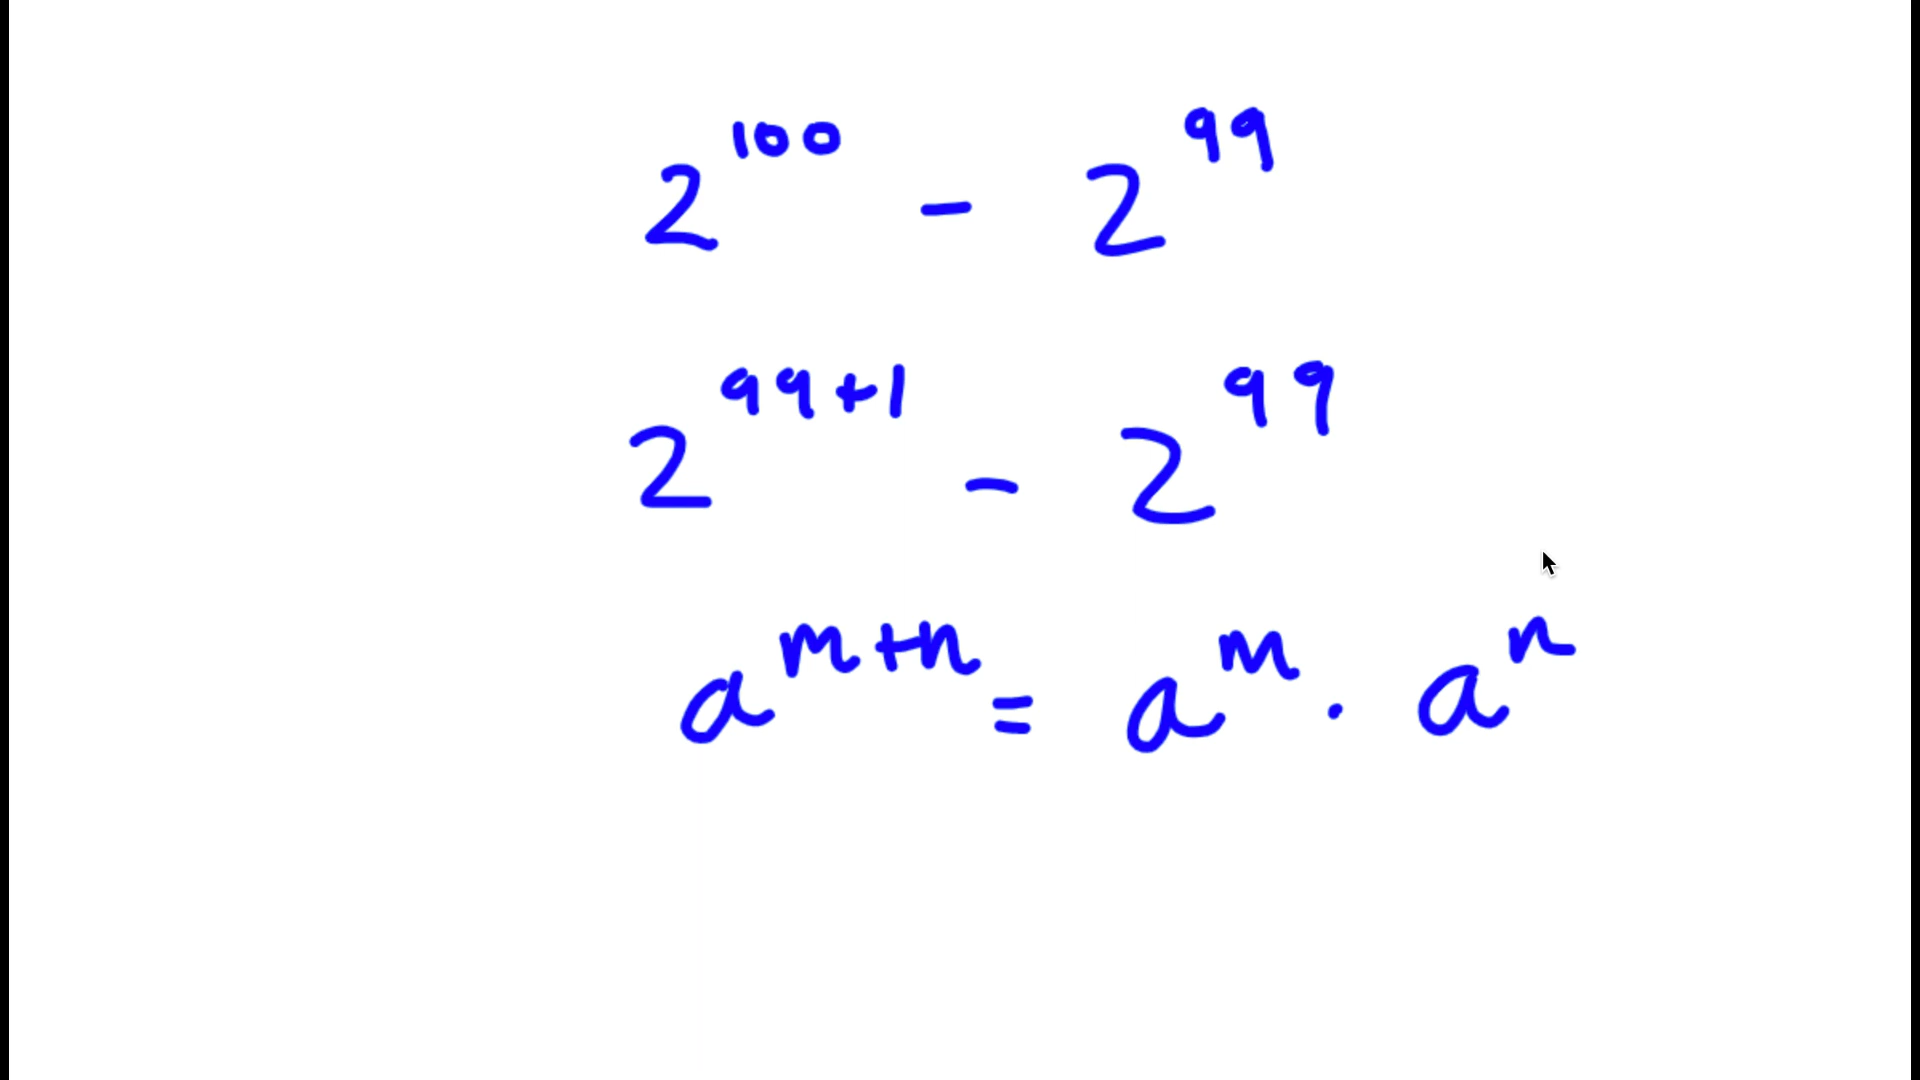 2^100 - 2^99
2^99+1 - 2^99
a^m+n = a^m · a^n